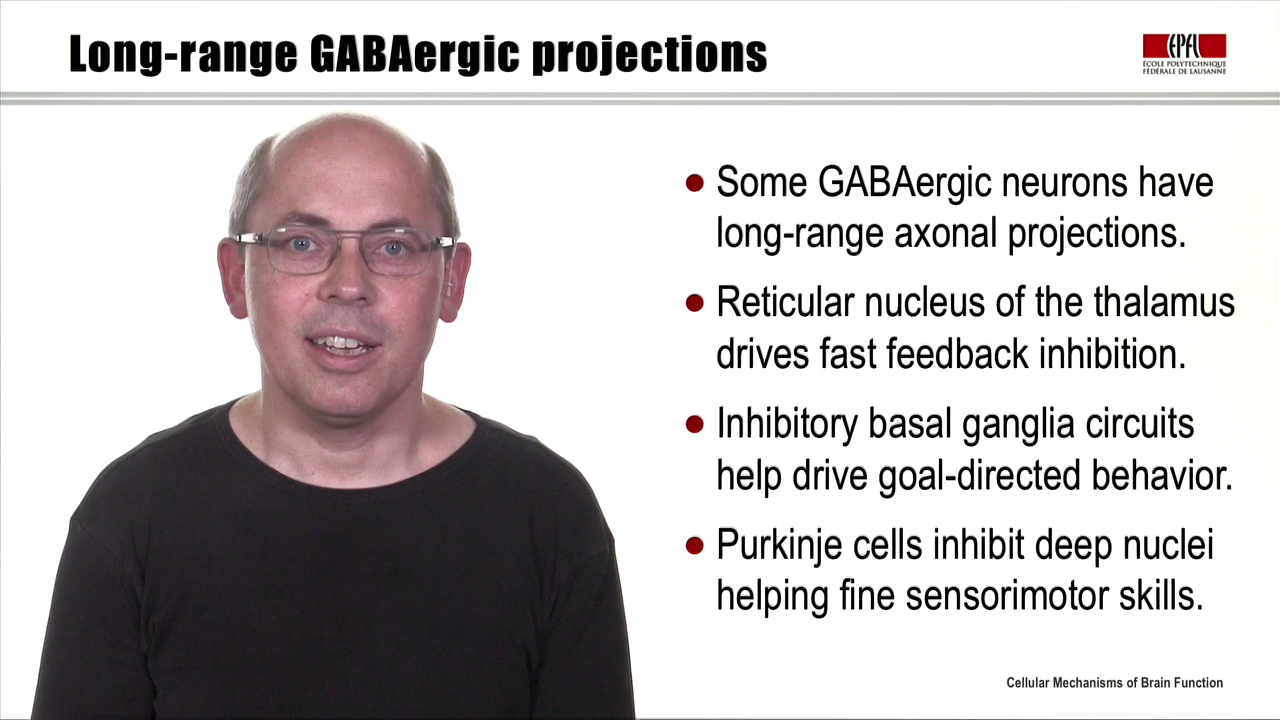 Long-range GABAergic projections
EPFL
ÉCOLE POLYTECHNIQUE
FÉDÉRALE DE LAUSANNE
• Some GABAergic neurons have
long-range axonal projections.
• Reticular nucleus of the thalamus
drives fast feedback inhibition.
• Inhibitory basal ganglia circuits
help drive goal-directed behavior.
• Purkinje cells inhibit deep nuclei
helping fine sensorimotor skills.
Cellular Mechanisms of Brain Function